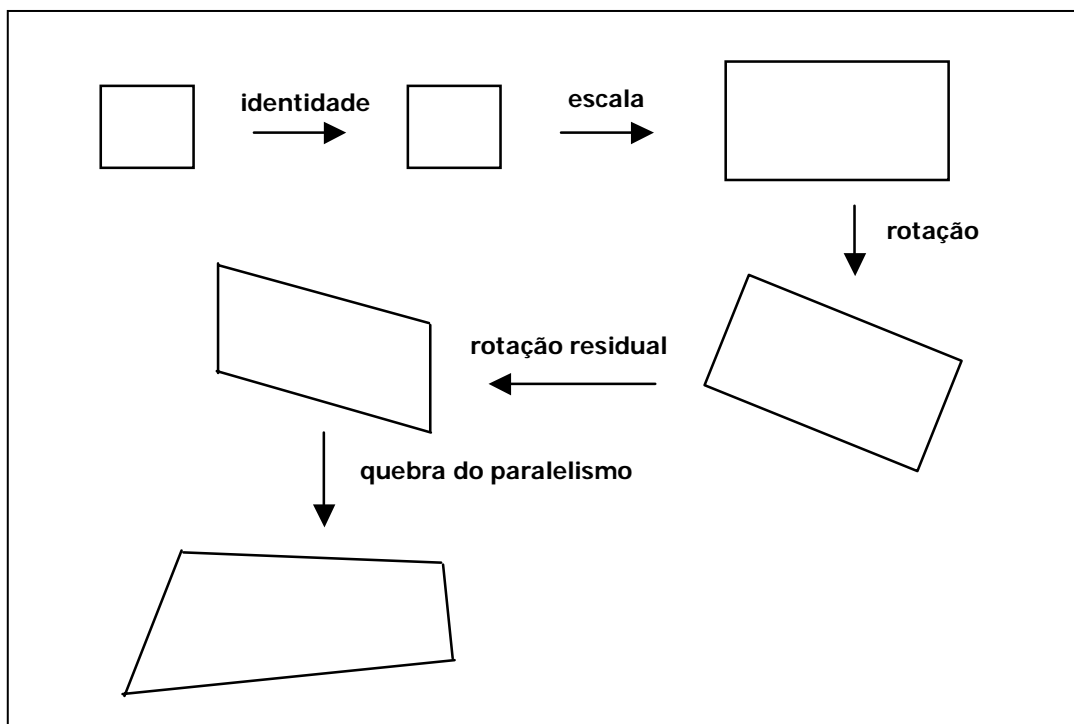 identidade
escala
rotação
rotação residual
quebra do paralelismo